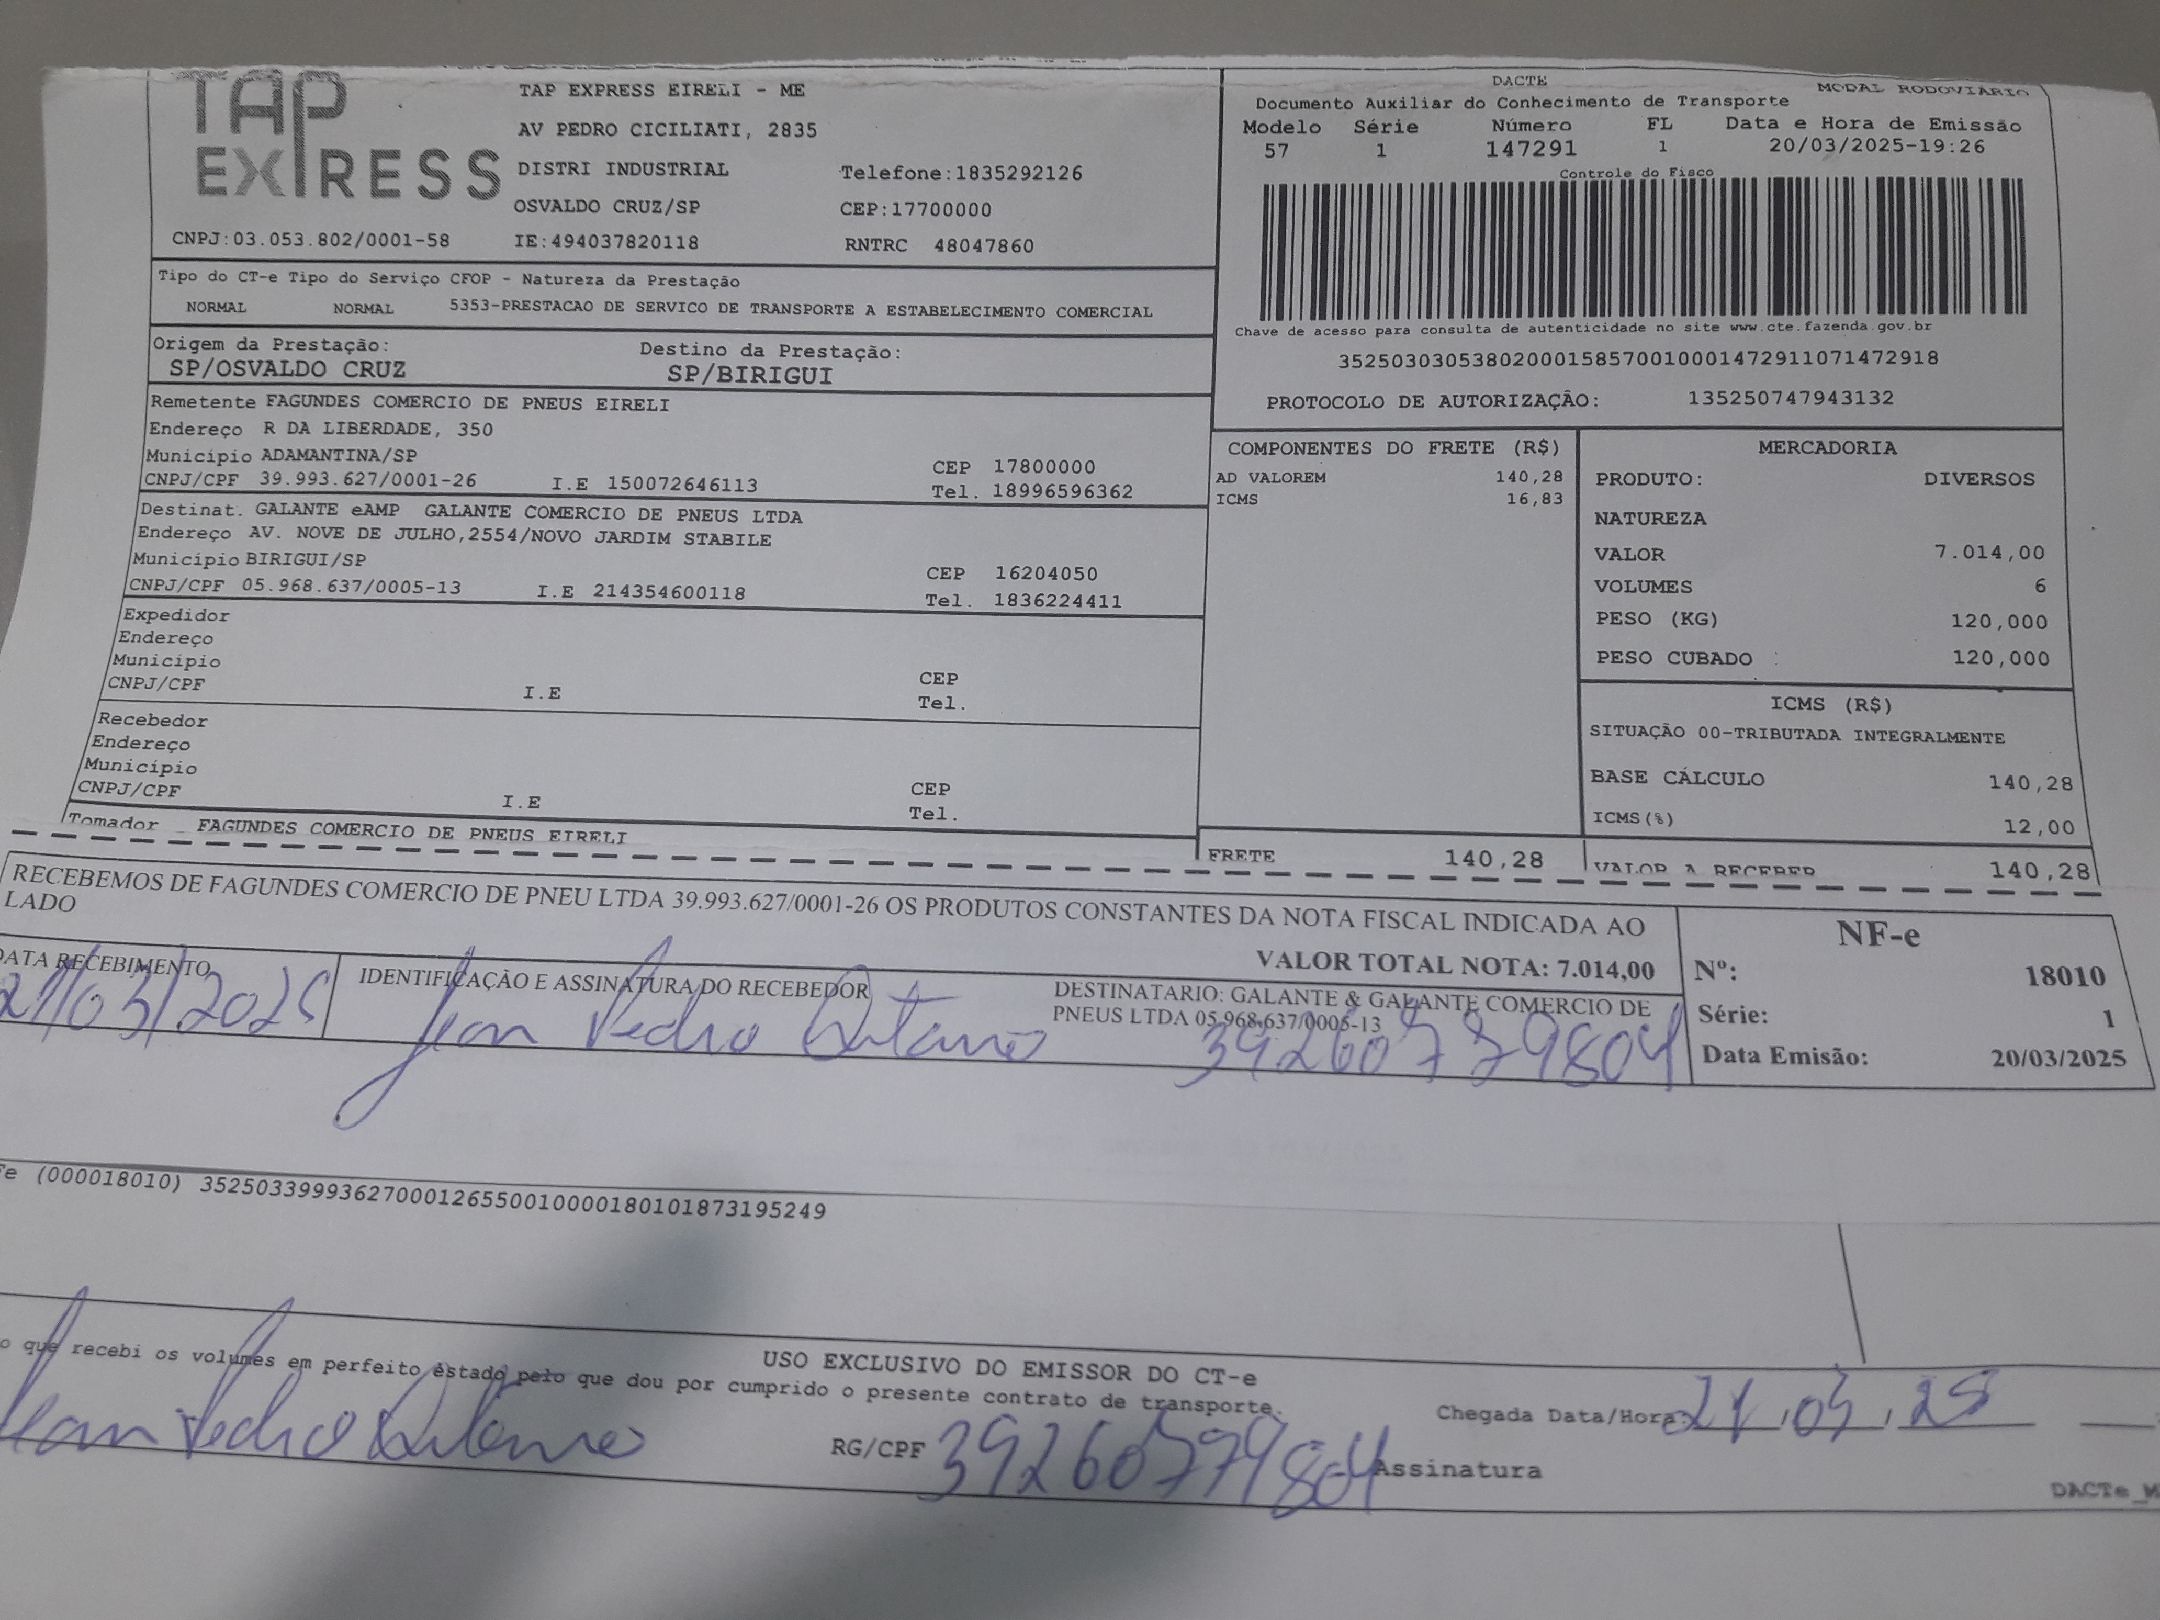 TAP EXPRESS
TAP EXPRESS EIRELI - ME
AV PEDRO CICILIATI, 2835
DISTRI INDUSTRIAL Telefone:1835292126
OSVALDO CRUZ/SP CEP:17700000
CNPJ:03.053.802/0001-58 IE:494037820118 RNTRC 48047860
DACTE MODAL RODOVIARIO
Documento Auxiliar do Conhecimento de Transporte
Modelo Série Número FL Data e Hora de Emissão
57 1 147291 1 20/03/2025-19:26
Controle do Fisco
Chave de acesso para consulta de autenticidade no site www.cte.fazenda.gov.br
35250303053802000158570010001472911071472918
PROTOCOLO DE AUTORIZAÇÃO: 135250747943132
Tipo do CT-e Tipo do Serviço CFOP - Natureza da Prestação
NORMAL NORMAL 5353-PRESTACAO DE SERVICO DE TRANSPORTE A ESTABELECIMENTO COMERCIAL
Origem da Prestação: Destino da Prestação:
SP/OSVALDO CRUZ SP/BIRIGUI
Remetente FAGUNDES COMERCIO DE PNEUS EIRELI
Endereço R DA LIBERDADE, 350
Município ADAMANTINA/SP CEP 17800000
CNPJ/CPF 39.993.627/0001-26 I.E 150072646113 Tel. 18996596362
Destinat. GALANTE eAMP GALANTE COMERCIO DE PNEUS LTDA
Endereço AV. NOVE DE JULHO,2554/NOVO JARDIM STABILE
Município BIRIGUI/SP CEP 16204050
CNPJ/CPF 05.968.637/0005-13 I.E 214354600118 Tel. 1836224411
Expedidor
Endereço
Município CEP
CNPJ/CPF I.E Tel.
Recebedor
Endereço
Município CEP
CNPJ/CPF I.E Tel.
Tomador FAGUNDES COMERCIO DE PNEUS EIRELI
COMPONENTES DO FRETE (R$)
AD VALOREM 140,28
ICMS 16,83
FRETE 140,28
MERCADORIA
PRODUTO: DIVERSOS
NATUREZA
VALOR 7.014,00
VOLUMES 6
PESO (KG) 120,000
PESO CUBADO : 120,000
ICMS (R$)
SITUAÇÃO 00-TRIBUTADA INTEGRALMENTE
BASE CÁLCULO 140,28
ICMS(%) 12,00
VALOR A RECEBER 140,28
RECEBEMOS DE FAGUNDES COMERCIO DE PNEU LTDA 39.993.627/0001-26 OS PRODUTOS CONSTANTES DA NOTA FISCAL INDICADA AO
LADO
VALOR TOTAL NOTA: 7.014,00
DATA RECEBIMENTO
21/03/2025
IDENTIFICAÇÃO E ASSINATURA DO RECEBEDOR
Jean Pedro
DESTINATARIO: GALANTE & GALANTE COMERCIO DE
PNEUS LTDA 05.968.637/0005-13
39260779804
NF-e
Nº: 18010
Série: 1
Data Emisão: 20/03/2025
Fe (000018010) 35250339993627000126550010000180101873195249
USO EXCLUSIVO DO EMISSOR DO CT-e
o que recebi os volumes em perfeito estado pelo que dou por cumprido o presente contrato de transporte.
Jean Pedro
RG/CPF 39260779804
Chegada Data/Hora: 21/03/25
Assinatura
DACTe_M